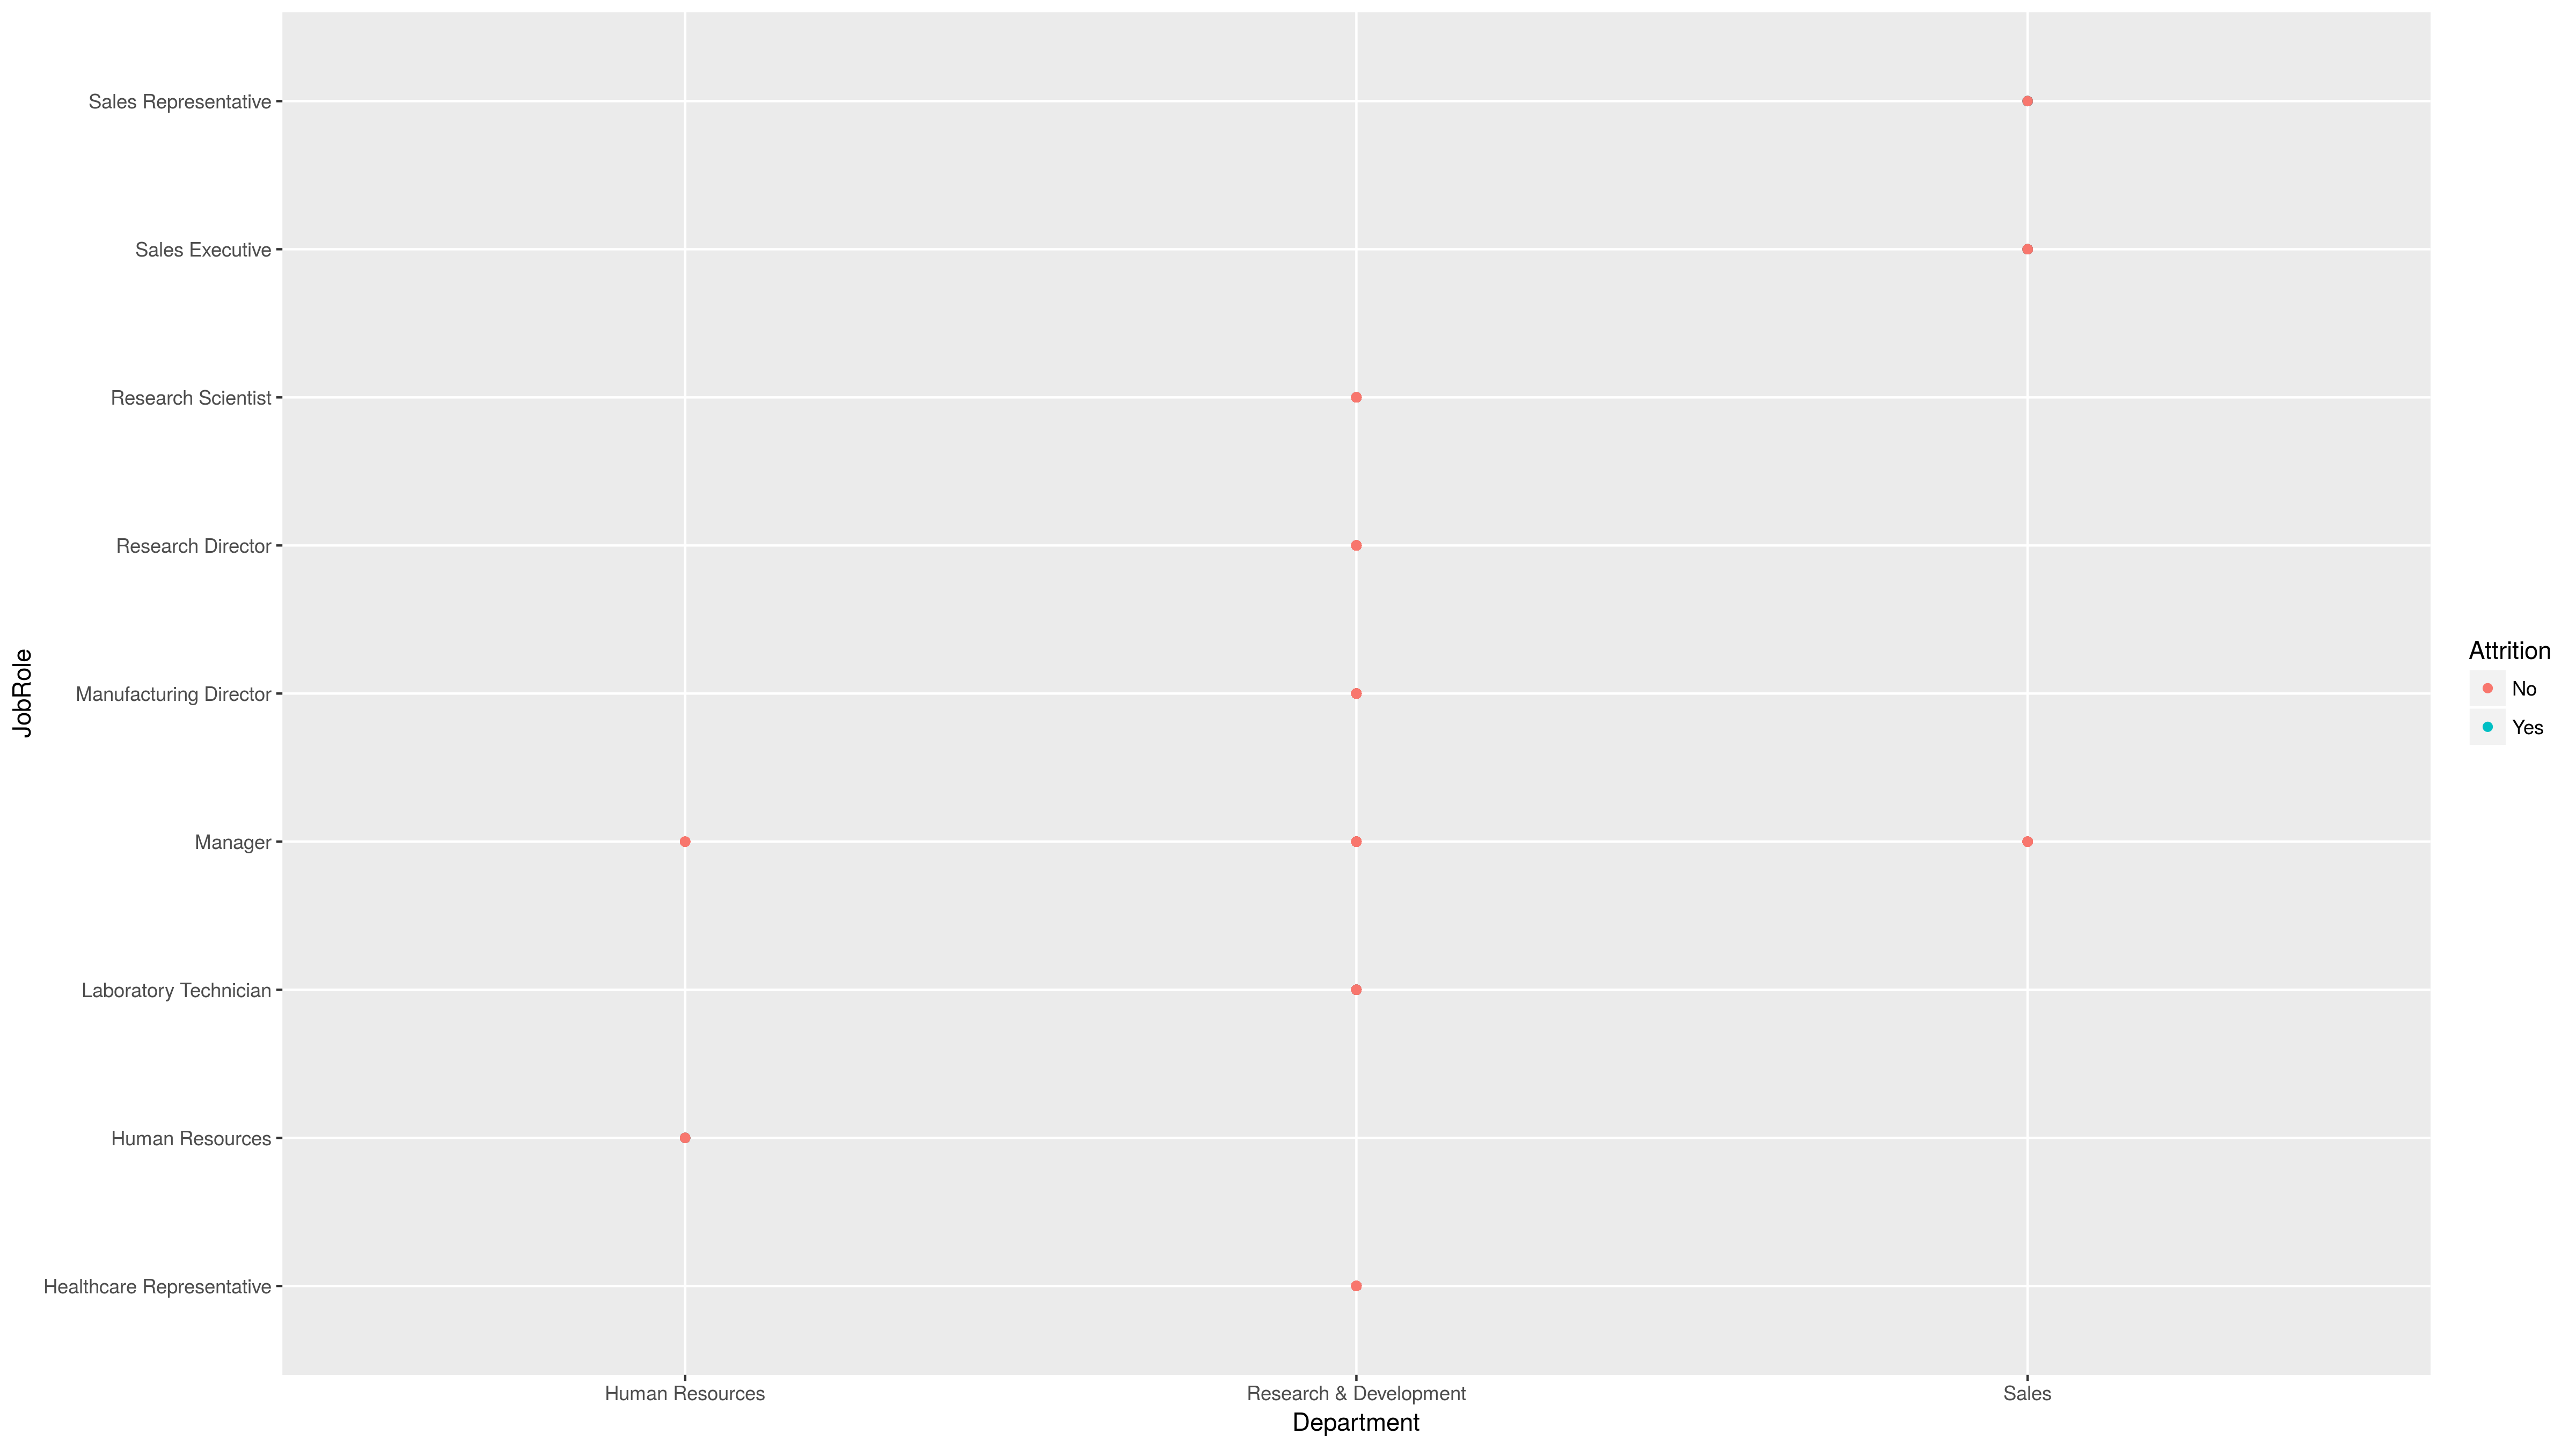 Sales Representative
Sales Executive
Research Scientist
Research Director
Manufacturing Director
Manager
Laboratory Technician
Human Resources
Healthcare Representative
JobRole
Human Resources
Research & Development
Sales
Department
Attrition
No
Yes